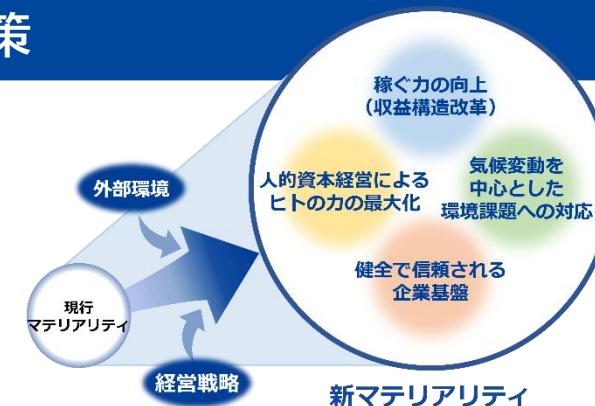 策
稼ぐ力の向上
（収益構造改革）
人的資本経営による
ヒトの力の最大化
気候変動を
中心とした
環境課題への対応
健全で信頼される
企業基盤
外部環境
現行
マテリアリティ
経営戦略
新マテリアリティ